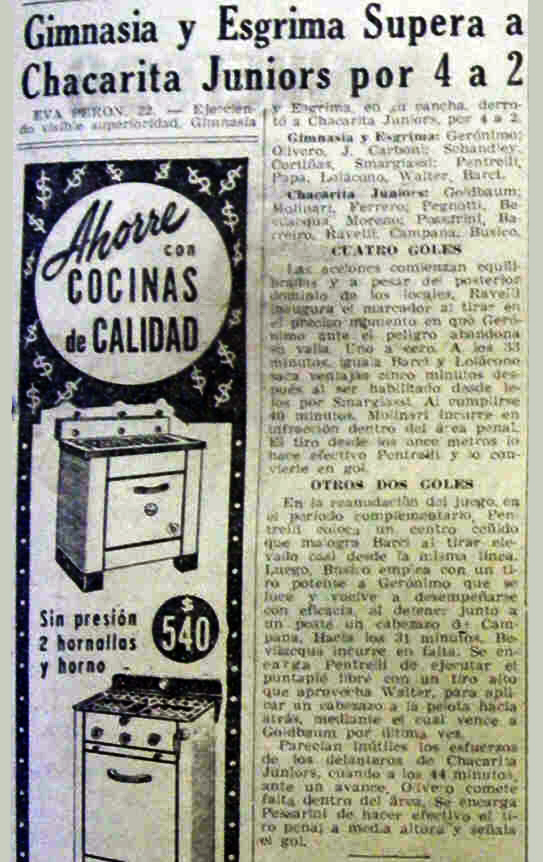 Gimnasia y Esgrima Supera a
Chacarita Juniors por 4 a 2
EVA PERON, 22. — Ejercien-
do visible superioridad, Gimnasia
y Esgrima, en su cancha, derro-
tó a Chacarita Juniors, por 4 a 2.
Gimnasia y Esgrima: Gerónimo;
Olivero, J. Carboni; Schandley,
Cortiñas, Smargiassi; Pentrelli,
Papa, Loiácono, Walter, Barci.
Chacarita Juniors: Goldbaum;
Molinari, Ferrero; Pegnotti, Be-
vilacqua, Moreno; Pessarini, Ba-
rreiro, Ravelli, Campana, Busico.
CUATRO GOLES
Las acciones comienzan equili-
bradas y a pesar del posterior
dominio de los locales, Ravelli
inaugura el marcador al tirar en
el preciso momento en que Geró-
nimo ante el peligro abandona
su valla. Uno a cero. A los 33
minutos, iguala Barci y Loiácono
saca ventajas cinco minutos des-
pués al ser habilitado desde le-
jos por Smargiassi. Al cumplirse
40 minutos, Molinari incurre en
infracción dentro del área penal.
El tiro desde los once metros lo
hace efectivo Pentrelli y lo con-
vierte en gol.
OTROS DOS GOLES
En la reanudación del juego, en
el período complementario, Pen-
trelli coloca un centro ceñido
que malogra Barci al tirar ele-
vado casi desde la misma línea.
Luego, Busico emplea con un ti-
ro potente a Gerónimo que se
luce y vuelve a desempeñarse
con eficacia, al detener junto a
un poste un cabezazo de Cam-
pana. Hacia los 31 minutos, Be-
vilacqua incurre en falta. Se en-
carga Pentrelli de ejecutar el
puntapié libre con un tiro alto
que aprovecha Walter, para apli-
car un cabezazo a la pelota hacia
atrás, mediante el cual vence a
Goldbaum por última vez.
Parecían inútiles los esfuerzos
de los delanteros de Chacarita
Juniors, cuando a los 44 minutos,
ante un avance, Olivero comete
falta dentro del área. Se encarga
Pessarini de hacer efectivo el ti-
ro penal a media altura y señala
el gol.
Ahorre
con
COCINAS
de CALIDAD
Sin presión
2 hornallas
y horno
$
540